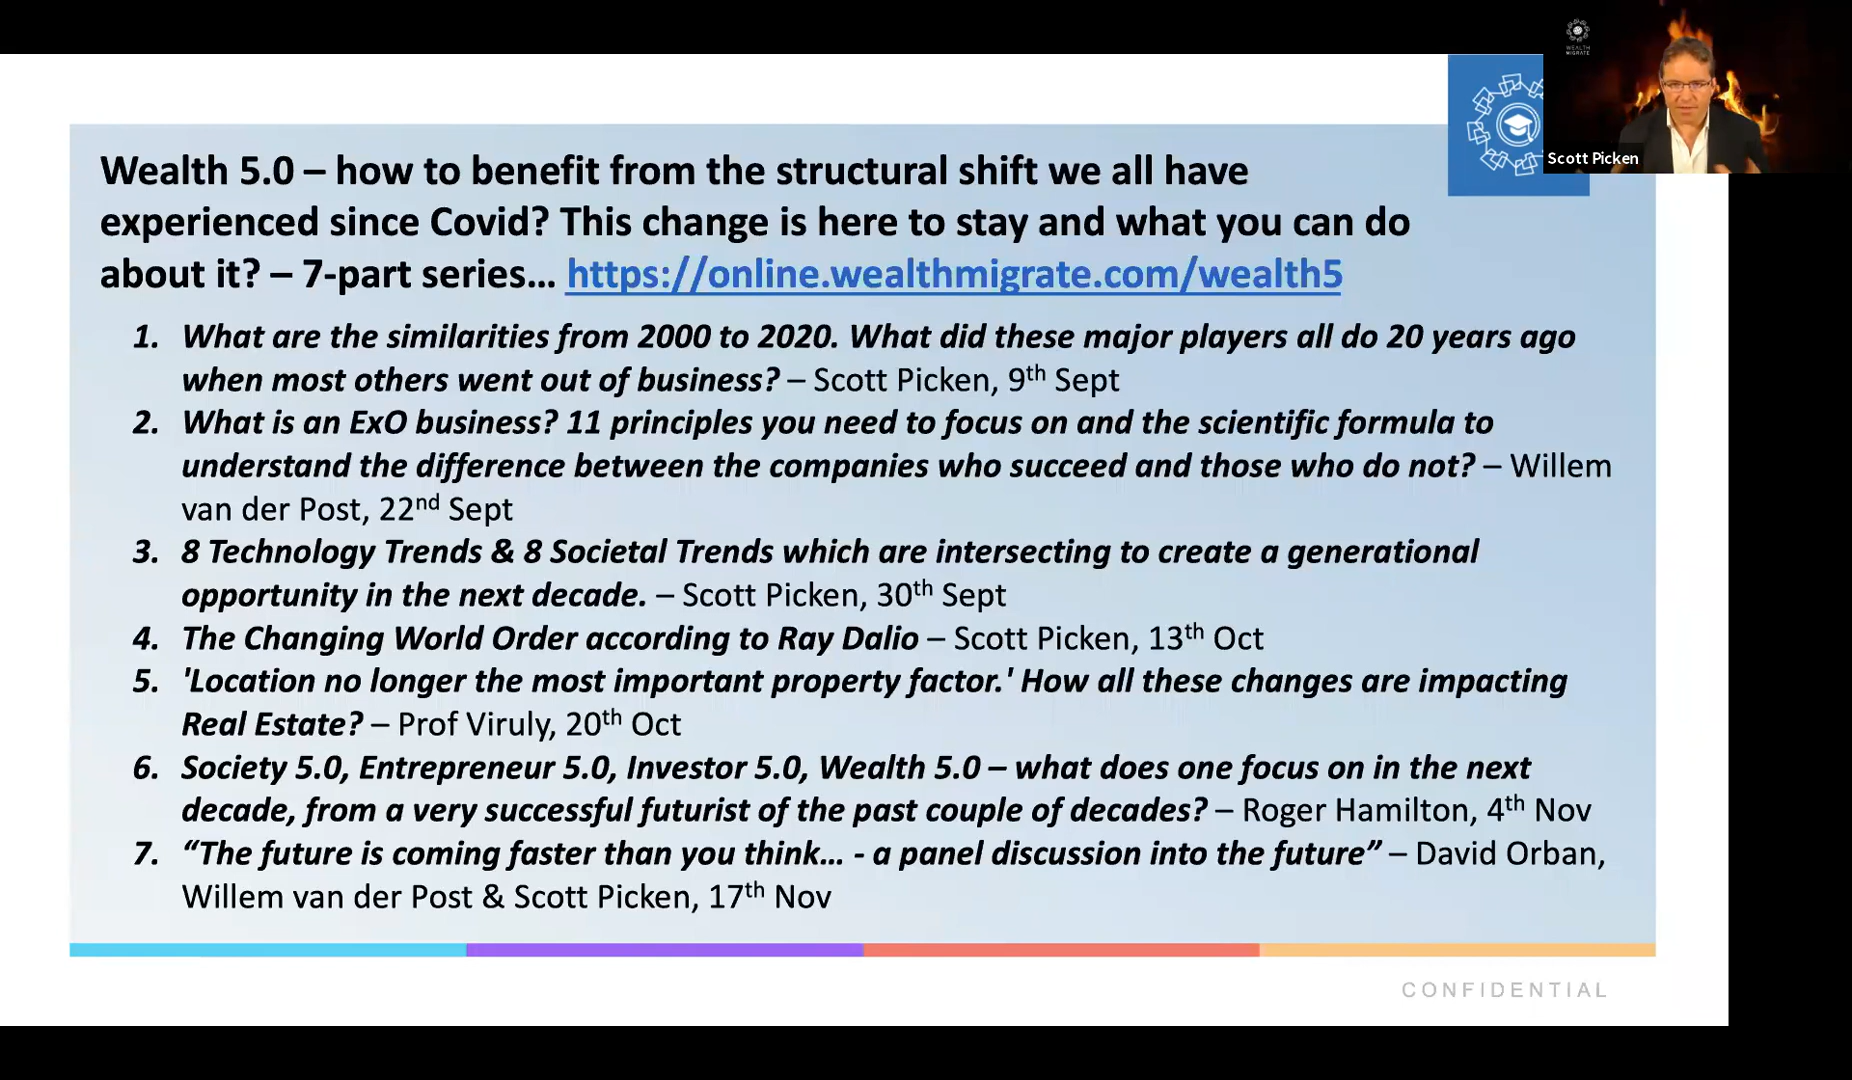 WEALTH
MIGRATE
Scott Picken
Wealth 5.0 – how to benefit from the structural shift we all have
experienced since Covid? This change is here to stay and what you can do
about it? – 7-part series… https://online.wealthmigrate.com/wealth5
1. What are the similarities from 2000 to 2020. What did these major players all do 20 years ago
when most others went out of business? – Scott Picken, 9th Sept
2. What is an ExO business? 11 principles you need to focus on and the scientific formula to
understand the difference between the companies who succeed and those who do not? – Willem
van der Post, 22nd Sept
3. 8 Technology Trends & 8 Societal Trends which are intersecting to create a generational
opportunity in the next decade. – Scott Picken, 30th Sept
4. The Changing World Order according to Ray Dalio – Scott Picken, 13th Oct
5. 'Location no longer the most important property factor.' How all these changes are impacting
Real Estate? – Prof Viruly, 20th Oct
6. Society 5.0, Entrepreneur 5.0, Investor 5.0, Wealth 5.0 – what does one focus on in the next
decade, from a very successful futurist of the past couple of decades? – Roger Hamilton, 4th Nov
7. “The future is coming faster than you think… - a panel discussion into the future” – David Orban,
Willem van der Post & Scott Picken, 17th Nov
CONFIDENTIAL